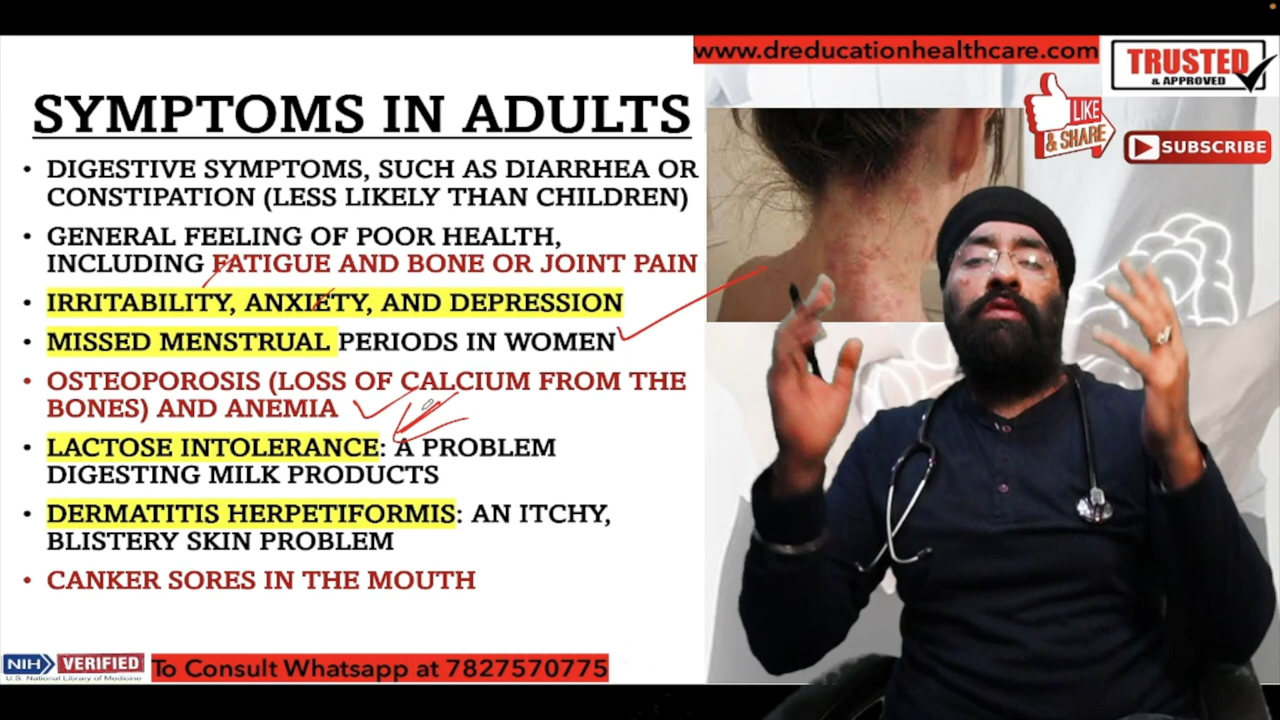 www.dreducationhealthcare.com
TRUSTED
& APPROVED
LIKE
& SHARE
SUBSCRIBE
SYMPTOMS IN ADULTS
• DIGESTIVE SYMPTOMS, SUCH AS DIARRHEA OR
CONSTIPATION (LESS LIKELY THAN CHILDREN)
• GENERAL FEELING OF POOR HEALTH,
INCLUDING FATIGUE AND BONE OR JOINT PAIN
• IRRITABILITY, ANXIETY, AND DEPRESSION
• MISSED MENSTRUAL PERIODS IN WOMEN
• OSTEOPOROSIS (LOSS OF CALCIUM FROM THE
BONES) AND ANEMIA
• LACTOSE INTOLERANCE: A PROBLEM
DIGESTING MILK PRODUCTS
• DERMATITIS HERPETIFORMIS: AN ITCHY,
BLISTERY SKIN PROBLEM
• CANKER SORES IN THE MOUTH
NIH VERIFIED
U.S. National Library of Medicine
To Consult Whatsapp at 7827570775